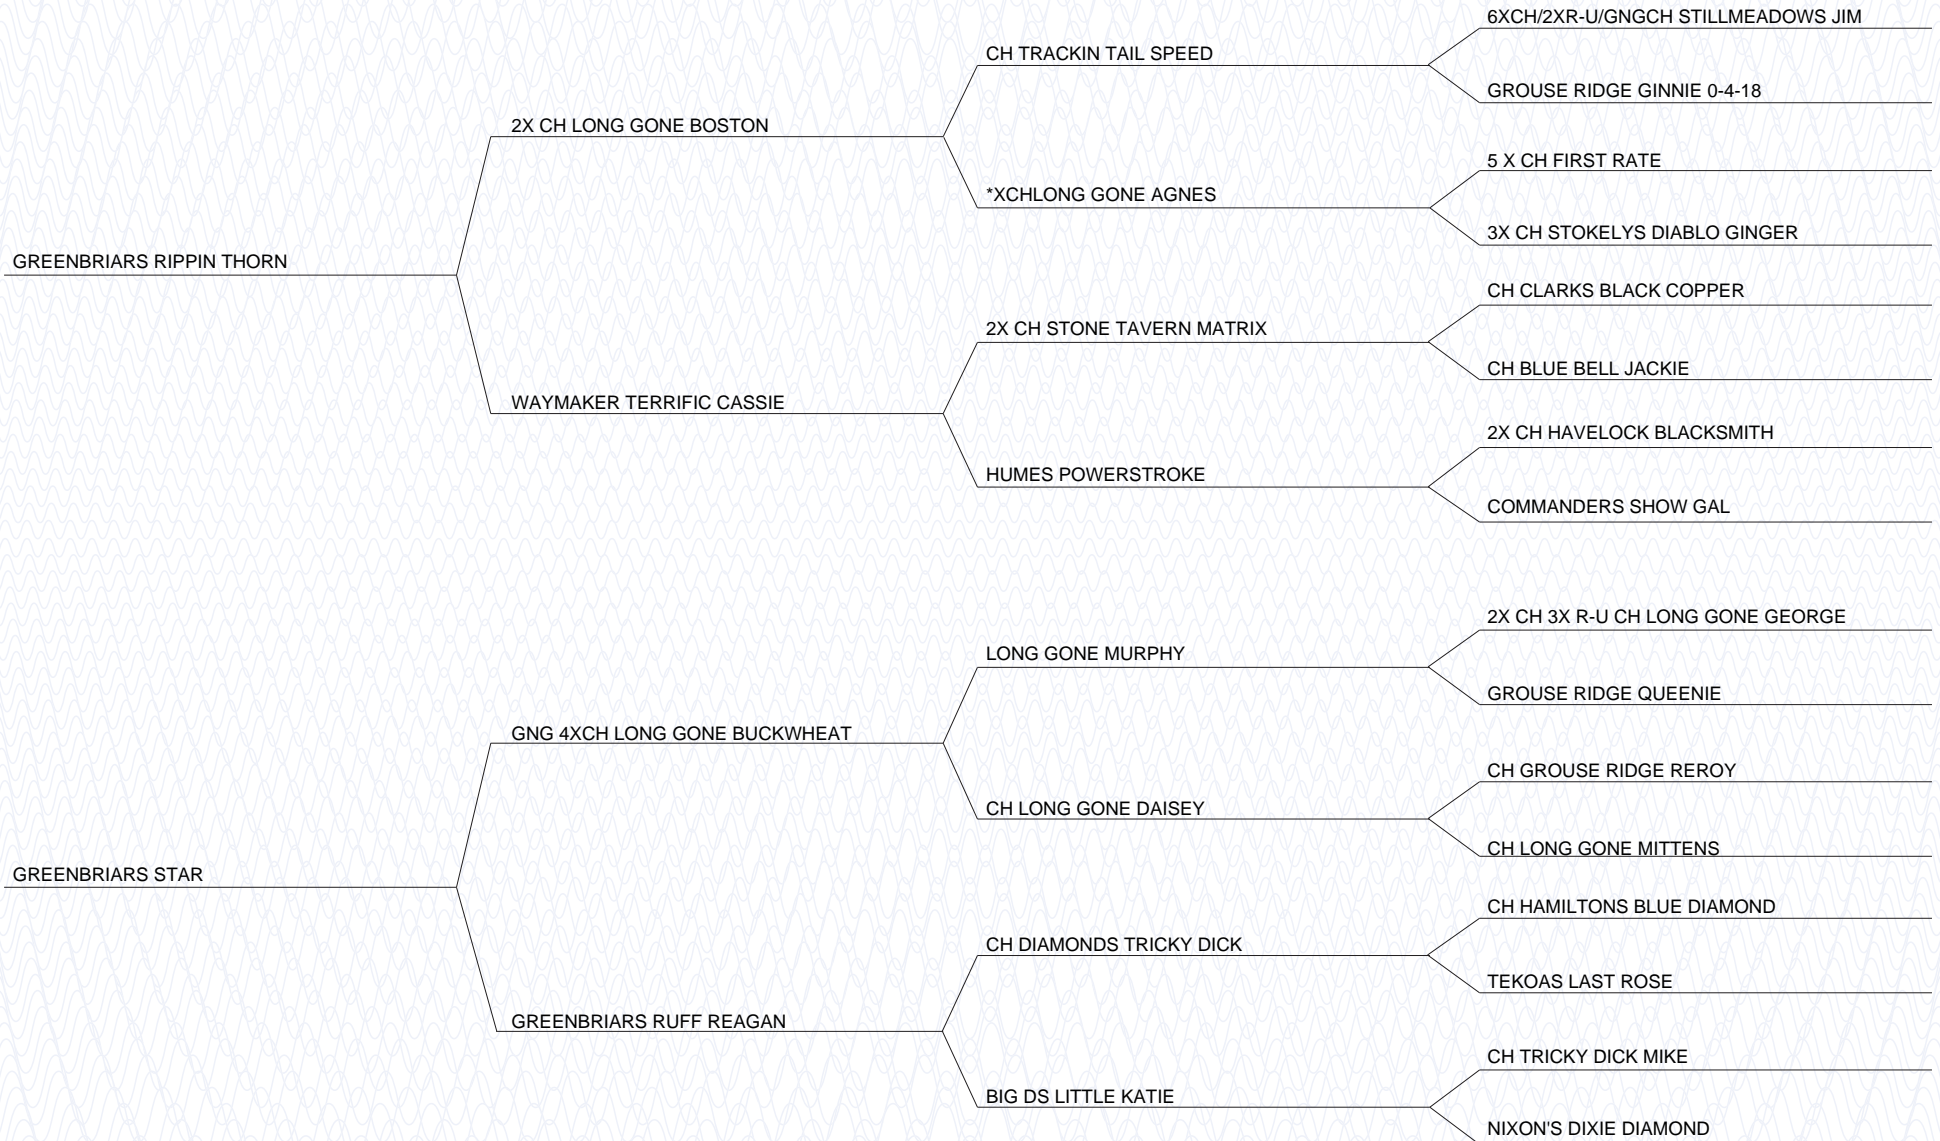 6XCH/2XR-U/GNGCH STILLMEADOWS JIM
CH TRACKIN TAIL SPEED
GROUSE RIDGE GINNIE 0-4-18
2X CH LONG GONE BOSTON
5 X CH FIRST RATE
*XCHLONG GONE AGNES
3X CH STOKELYS DIABLO GINGER
GREENBRIARS RIPPIN THORN
CH CLARKS BLACK COPPER
2X CH STONE TAVERN MATRIX
CH BLUE BELL JACKIE
WAYMAKER TERRIFIC CASSIE
2X CH HAVELOCK BLACKSMITH
HUMES POWERSTROKE
COMMANDERS SHOW GAL
2X CH 3X R-U CH LONG GONE GEORGE
LONG GONE MURPHY
GROUSE RIDGE QUEENIE
GNG 4XCH LONG GONE BUCKWHEAT
CH GROUSE RIDGE REROY
CH LONG GONE DAISEY
CH LONG GONE MITTENS
GREENBRIARS STAR
CH HAMILTONS BLUE DIAMOND
CH DIAMONDS TRICKY DICK
TEKOAS LAST ROSE
GREENBRIARS RUFF REAGAN
CH TRICKY DICK MIKE
BIG DS LITTLE KATIE
NIXON'S DIXIE DIAMOND